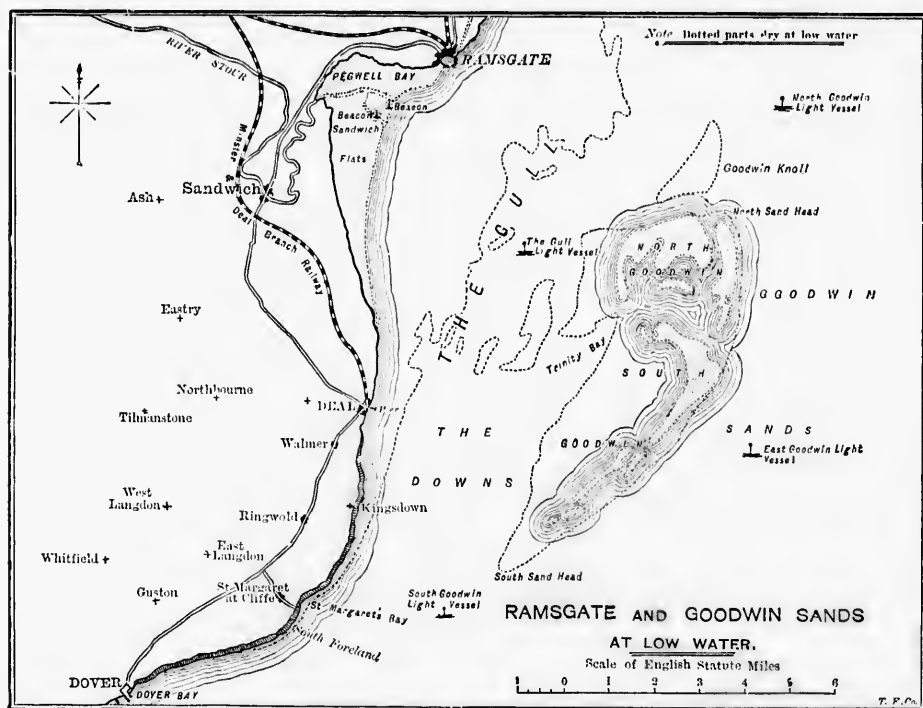 Note Dotted parts dry at low water
RIVER STOUR
PEGWELL BAY
RAMSGATE
Beacon
Beacon
Sandwich
Flats
North Goodwin
Light Vessel
Goodwin Knoll
Minster &
Deal
Branch
Railway
Sandwich
Ash
North Sand Head
THE GULL
The Gull
Light Vessel
NORTH
GOODWIN
GGODWIN
Eastry
Trinity Bay
SOUTH
Northbourne
Tilmanstone
DEAL
Pier
THE
DOWNS
GOODWIN
SANDS
Walmer
East Goodwin Light
Vessel
West
Langdon
Ringwold
Kingsdown
Whitfield
East
Langdon
South Sand Head
Guston
St. Margaret
at Cliffe
St. Margaret's Bay
South Goodwin
Light Vessel
South Foreland
DOVER
DOVER BAY
RAMSGATE AND GOODWIN SANDS
AT LOW WATER.
Scale of English Statute Miles
1 0 1 2 3 4 5 6
T. F. Co.